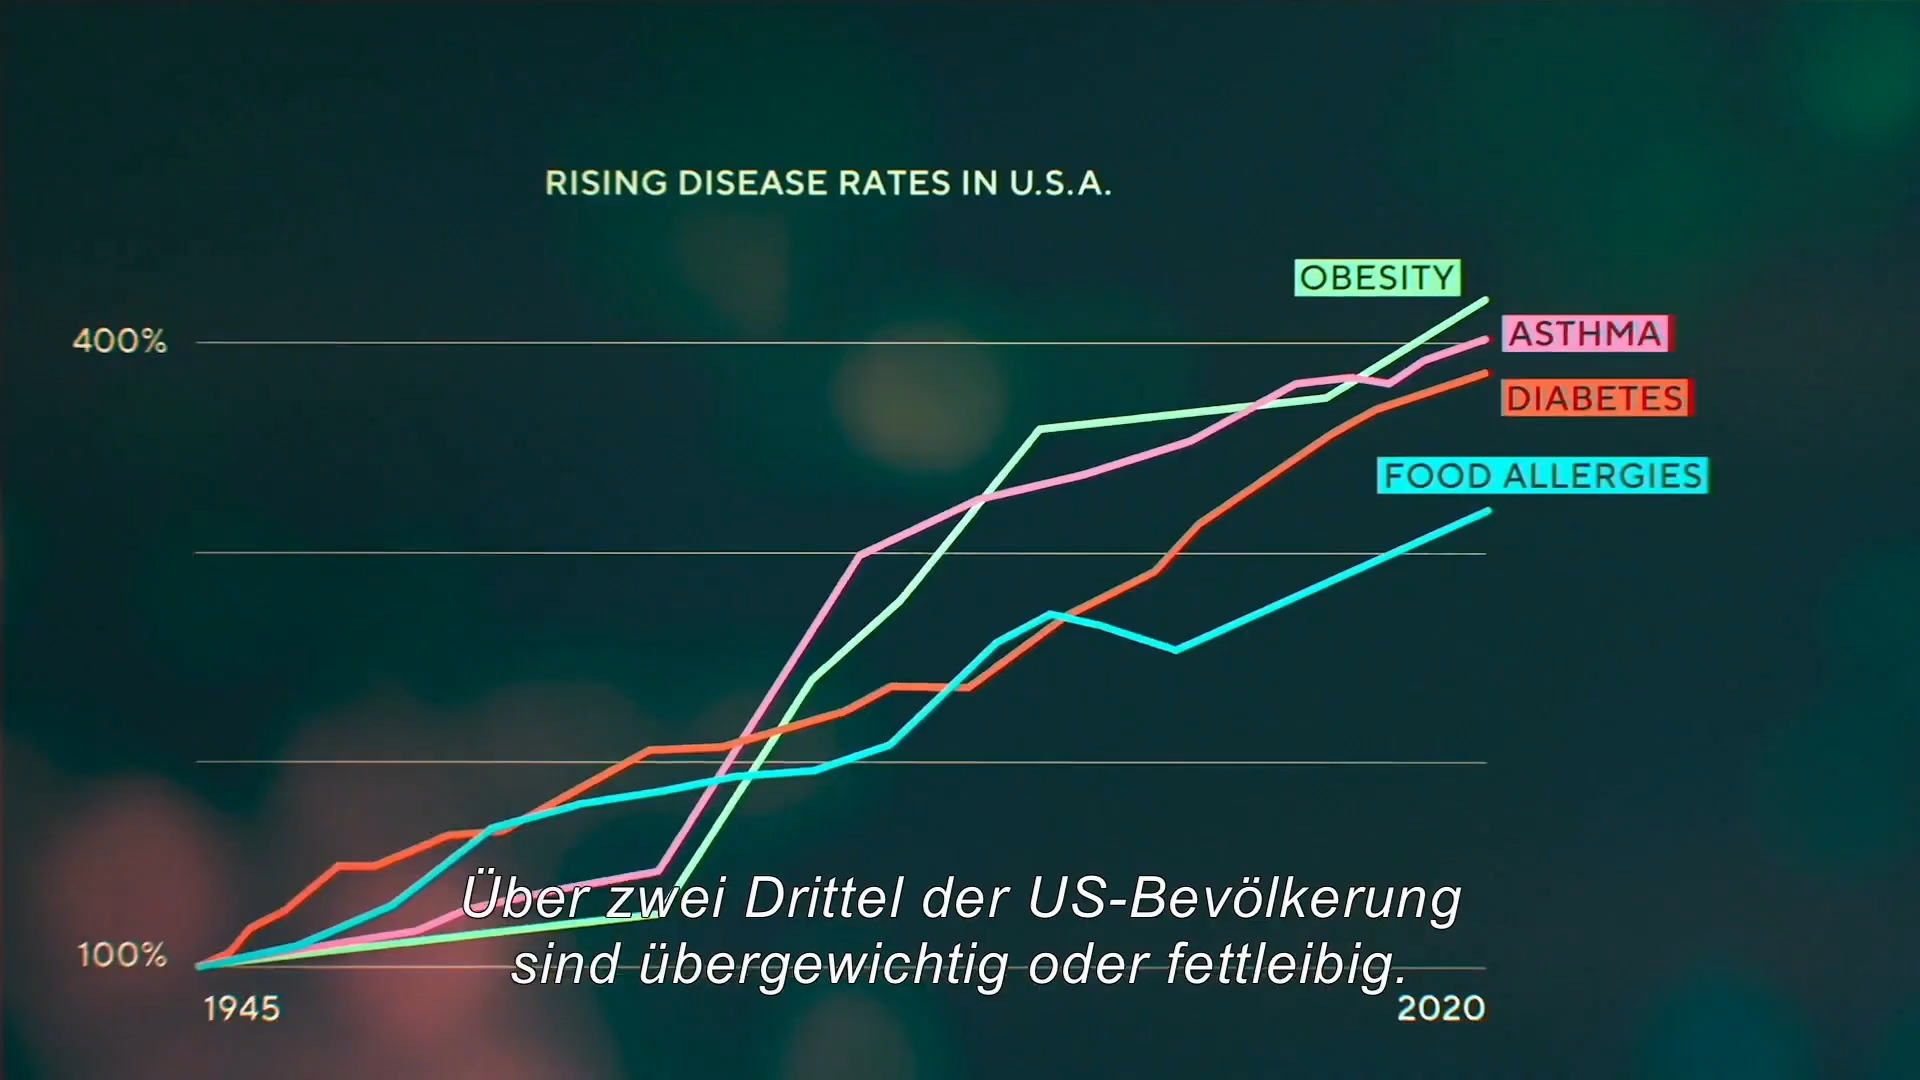 RISING DISEASE RATES IN U.S.A.
OBESITY
400%
ASTHMA
DIABETES
FOOD ALLERGIES
Über zwei Drittel der US-Bevölkerung
100%
sind übergewichtig oder fettleibig.
1945
2020